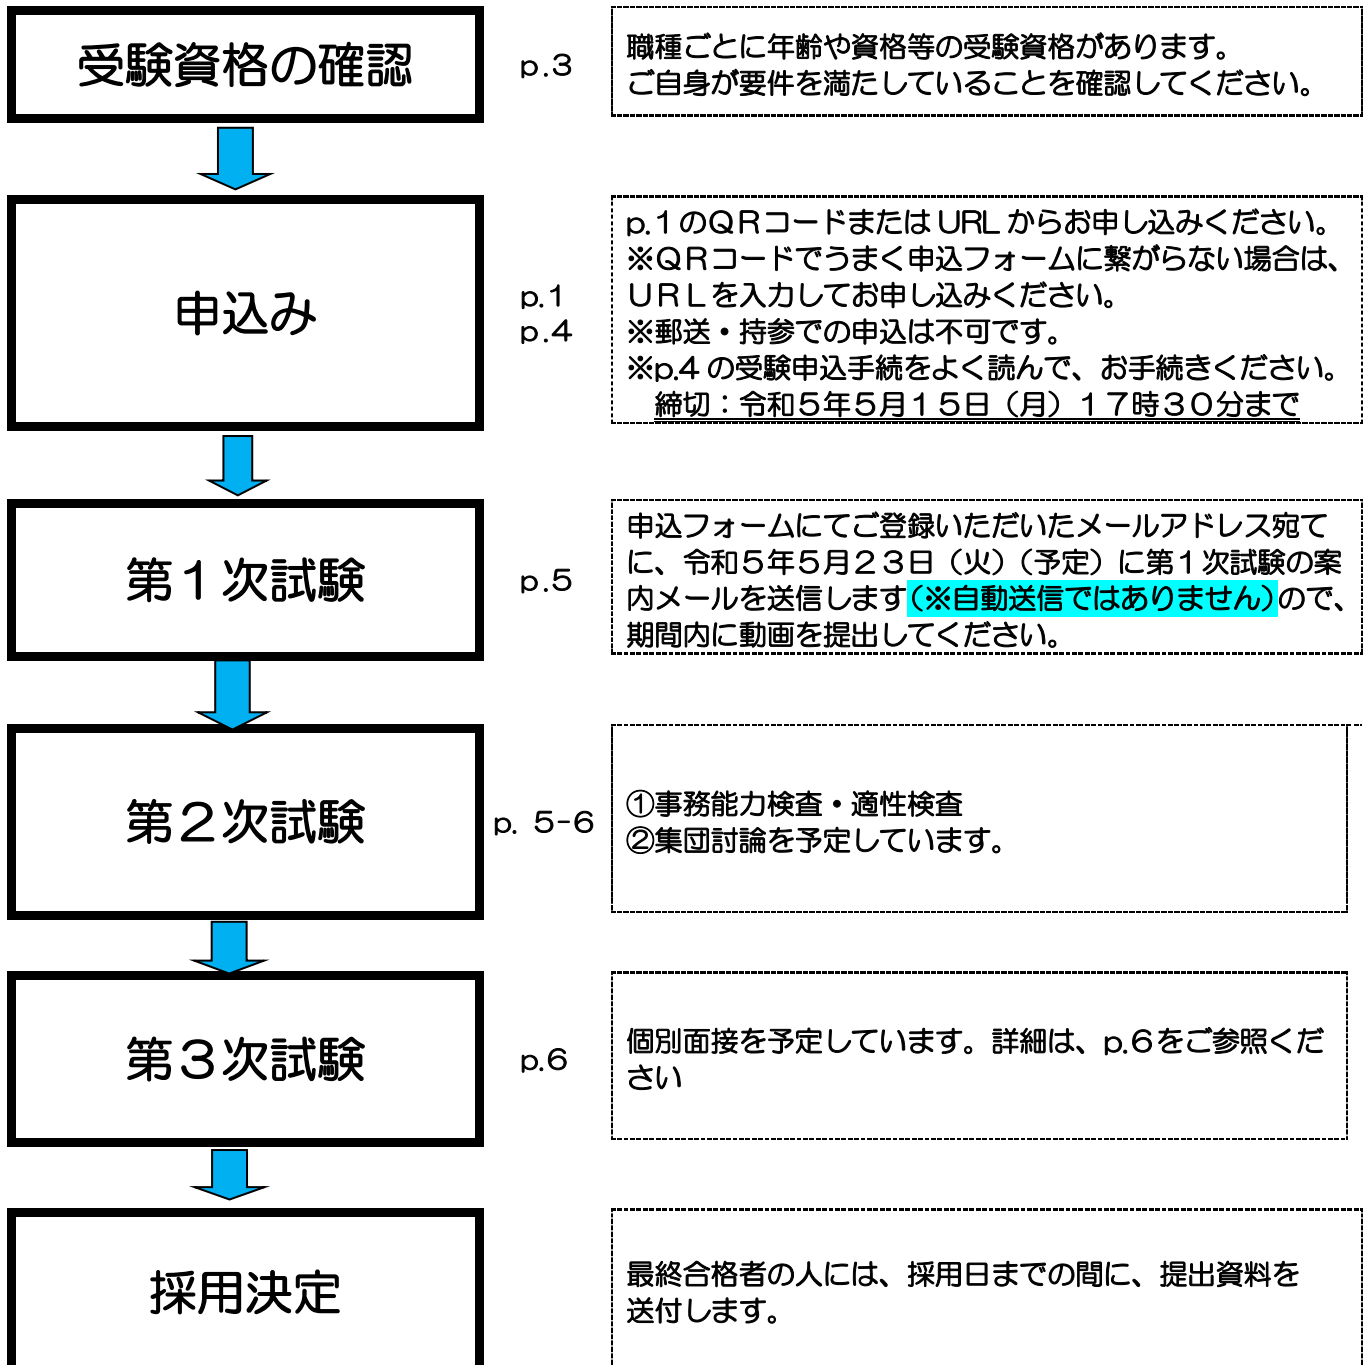 受験資格の確認
p.3
職種ごとに年齢や資格等の受験資格があります。
ご自身が要件を満たしていることを確認してください。
申込み
p.1
p.4
p.1のQRコードまたはURLからお申し込みください。
※QRコードでうまく申込フォームに繋がらない場合は、
URLを入力してお申し込みください。
※郵送・持参での申込は不可です。
※p.4の受験申込手続をよく読んで、お手続きください。
締切：令和5年5月15日（月）17時30分まで
第1次試験
p.5
申込フォームにてご登録いただいたメールアドレス宛て
に、令和5年5月23日（火）（予定）に第1次試験の案
内メールを送信します（※自動送信ではありません）ので、
期間内に動画を提出してください。
第2次試験
p. 5-6
①事務能力検査・適性検査
②集団討論を予定しています。
第3次試験
p.6
個別面接を予定しています。詳細は、p.6をご参照くだ
さい
採用決定
最終合格者の人には、採用日までの間に、提出資料を
送付します。